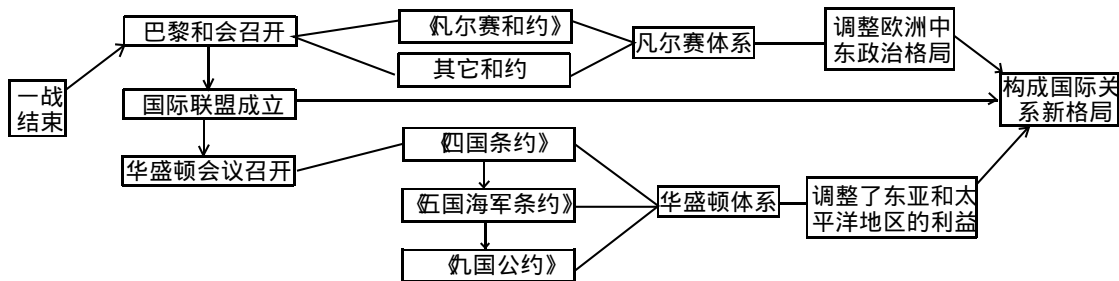 一战
结束
巴黎和会召开
国际联盟成立
华盛顿会议召开
《凡尔赛和约》
其它和约
《四国条约》
《五国海军条约》
《九国公约》
凡尔赛体系
华盛顿体系
调整欧洲中
东政治格局
调整了东亚和太
平洋地区的利益
构成国际关
系新格局